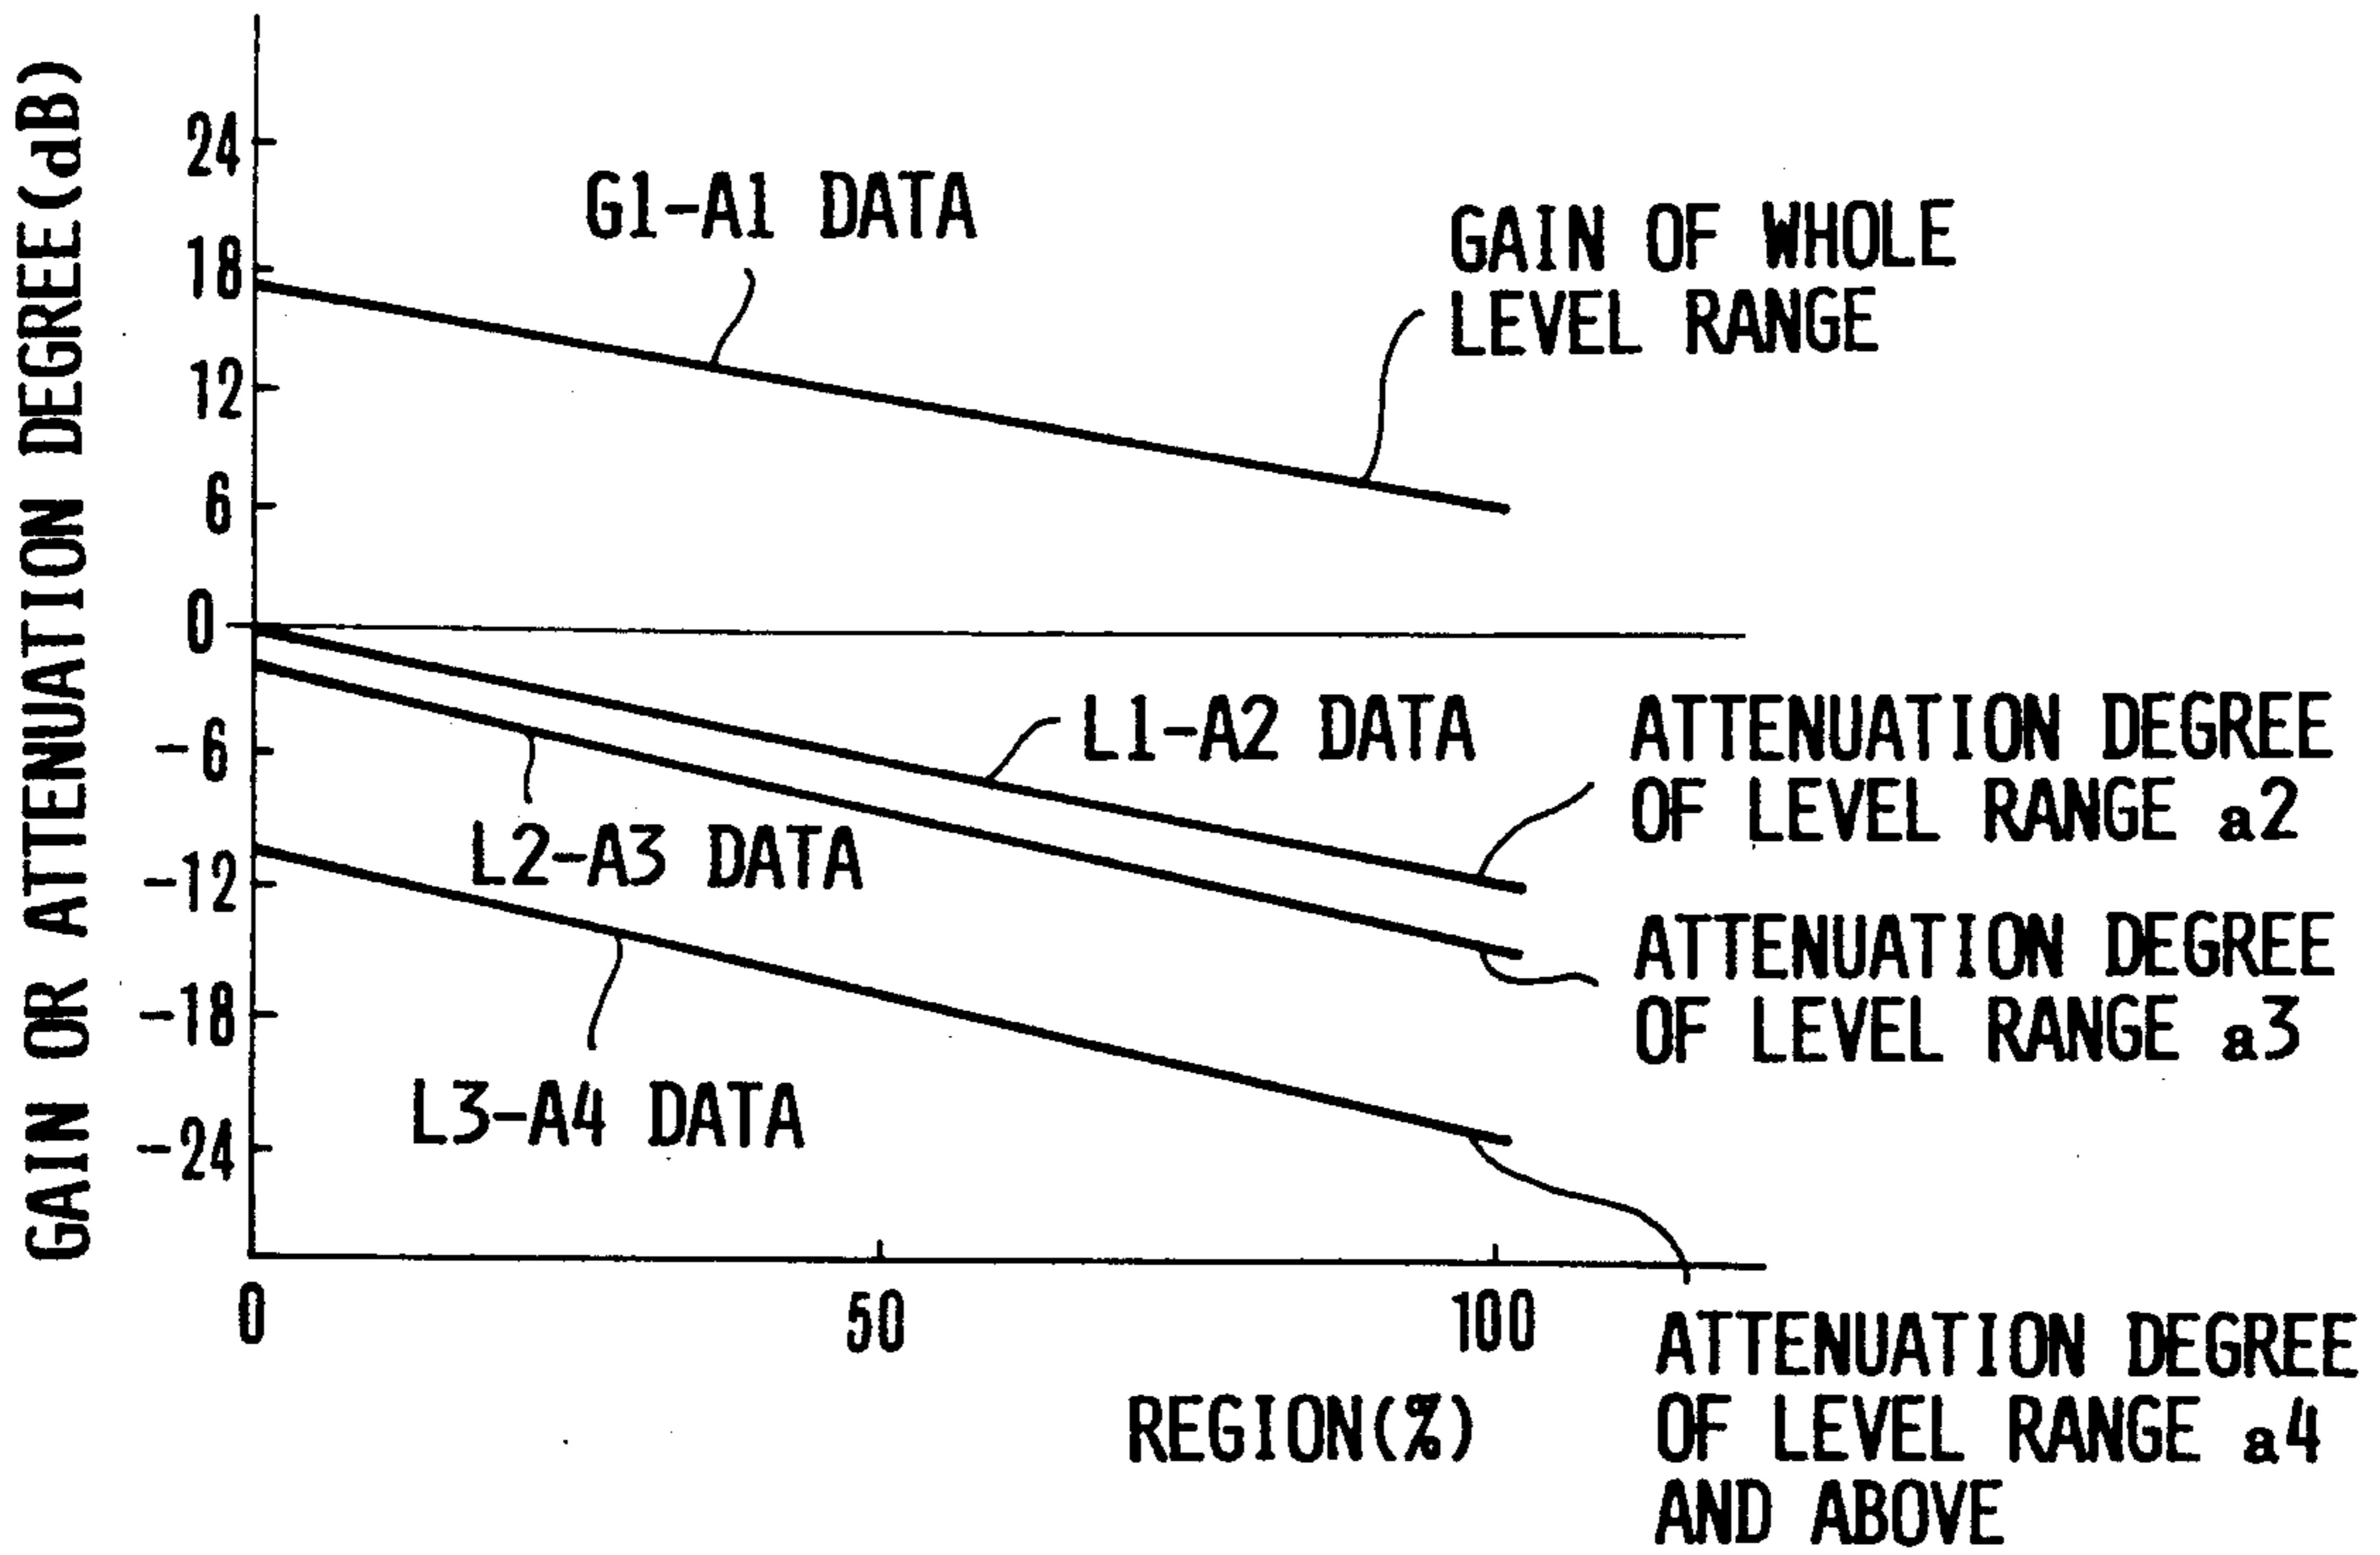 GAIN OR ATTENUATION DEGREE(dB)
24
18
12
6
0
-6
-12
-18
-24
G1-A1 DATA
GAIN OF WHOLE
LEVEL RANGE
L1-A2 DATA
ATTENUATION DEGREE
OF LEVEL RANGE a2
L2-A3 DATA
ATTENUATION DEGREE
OF LEVEL RANGE a3
L3-A4 DATA
0
50
100
REGION(%)
ATTENUATION DEGREE
OF LEVEL RANGE a4
AND ABOVE